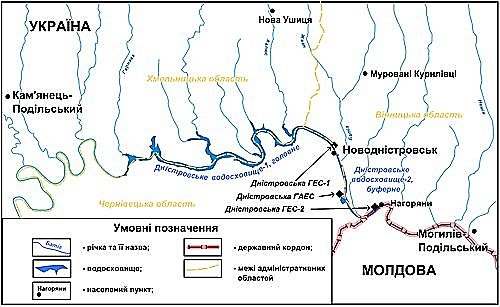 УКРАЇНА
Нова Ушиця
Хмельницька область
Муровані Курилівці
Кам'янець-
Подільський
Вінницька область
Новодністровськ
Дністровське водосховище-1, головне
Дністровське
водосховище-2,
буферне
Дністровська ГЕС-1
Дністровська ГАЕС
Дністровська ГЕС-2
Нагоряни
Чернівецька область
Могилів-
Подільський
МОЛДОВА
Умовні позначення
- річка та її назва;
- державний кордон;
- водосховище;
- межі адміністративних
областей
Нагоряни
- населений пункт;